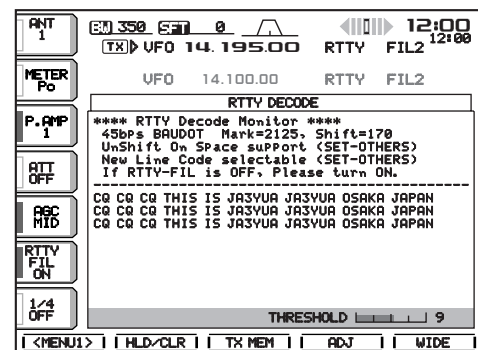 ANT 1
BW 350 SFT 0 12:00
TX VFO 14.195.00 RTTY FIL2 12:00
METER Po
VFO 14.100.00 RTTY FIL2
RTTY DECODE
P.AMP 1
**** RTTY Decode Monitor ****
45bps BAUDOT Mark=2125, Shift=170
UnShift On Space support (SET-OTHERS)
New Line Code selectable (SET-OTHERS)
If RTTY-FIL is OFF, Please turn ON.
ATT OFF
--------------------------------------------------
CQ CQ CQ THIS IS JA3YUA JA3YUA OSAKA JAPAN
CQ CQ CQ THIS IS JA3YUA JA3YUA OSAKA JAPAN
CQ CQ CQ THIS IS JA3YUA JA3YUA OSAKA JAPAN
AGC MID
RTTY FIL ON
1/4 OFF
THRESHOLD 9
<MENU1> HLD/CLR TX MEM ADJ WIDE